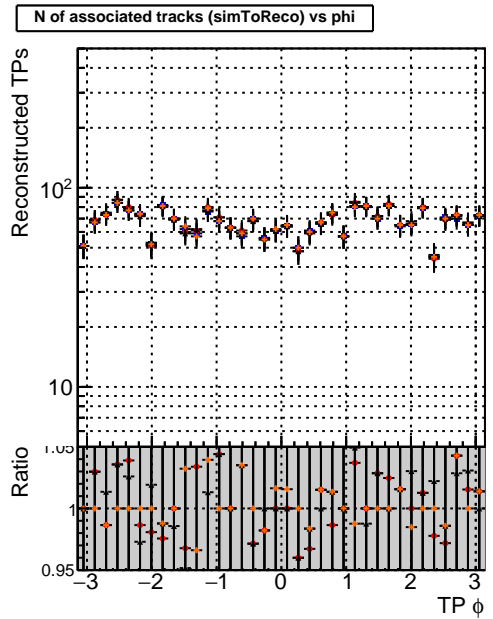 N of associated tracks (simToReco) vs phi
Reconstructed TPs
10²
10
Ratio
1.05
1
0.95
−3 −2 −1 0 1 2 3
TP ϕ